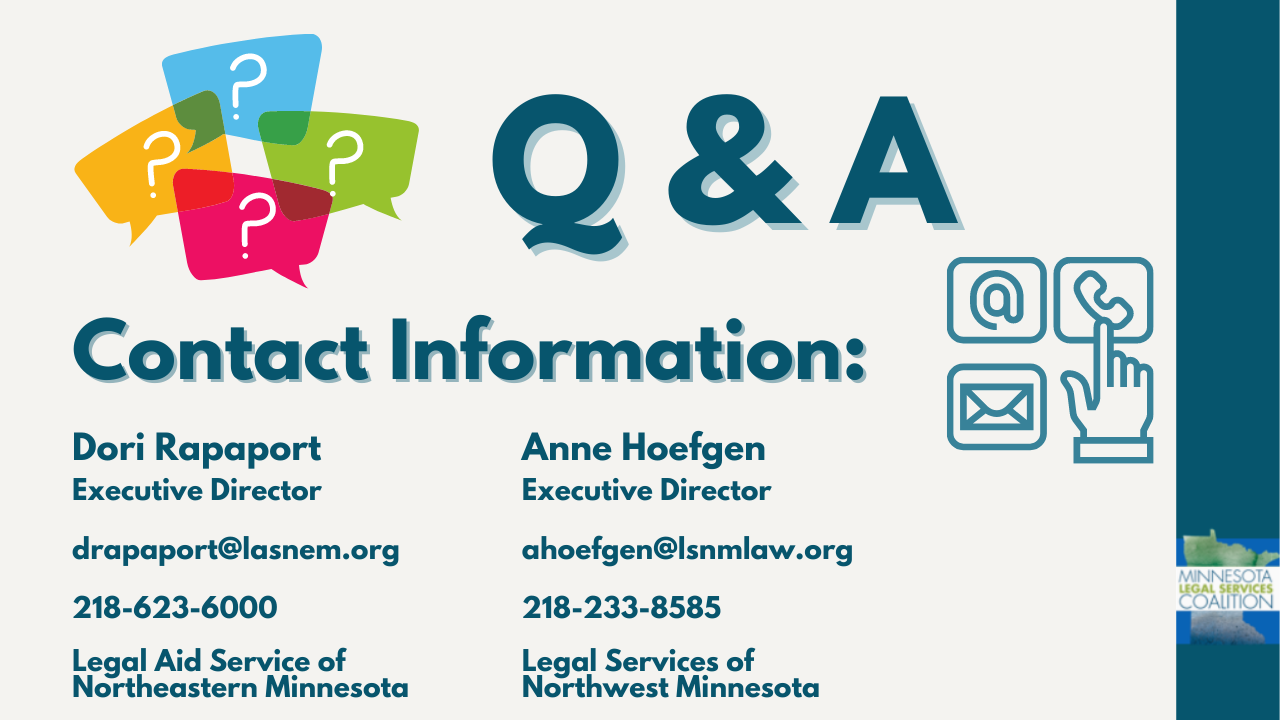 ?
?
?
?
Q & A
Contact Information:
@
Dori Rapaport
Executive Director
drapaport@lasnem.org
218-623-6000
Legal Aid Service of
Northeastern Minnesota
Anne Hoefgen
Executive Director
ahoefgen@lsnmlaw.org
218-233-8585
Legal Services of
Northwest Minnesota
MINNESOTA
LEGAL SERVICES
COALITION